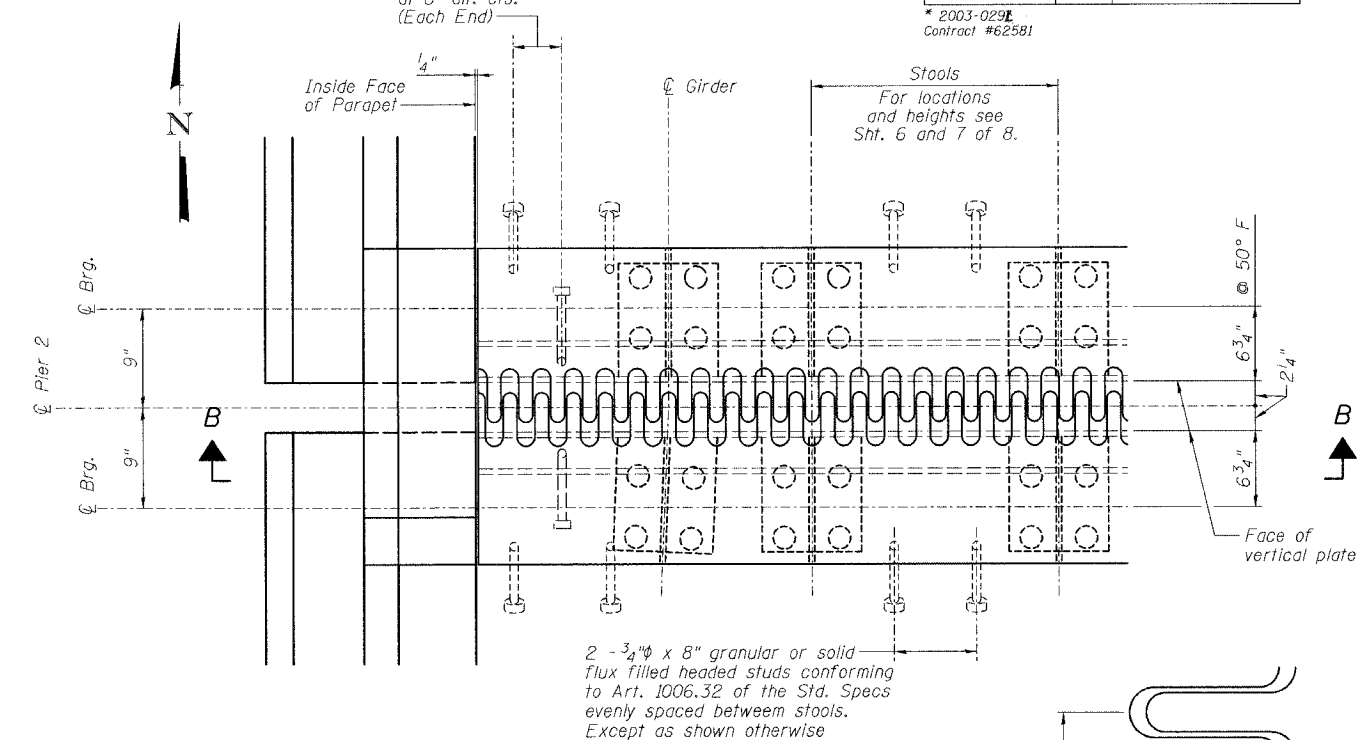 (Each End)
* 2003-029
Contract #62581
1/4"
Inside Face
of Parapet
℄ Girder
Stools
For locations
and heights see
Sht. 6 and 7 of 8.
N
℄ Brg.
9"
℄ Pier 2
9"
℄ Brg.
B
@ 50° F
6 3/4"
2 1/4"
6 3/4"
B
Face of
vertical plate
2 - 3/4"ϕ x 8" granular or solid
flux filled headed studs conforming
to Art. 1006.32 of the Std. Specs
evenly spaced betweem stools.
Except as shown otherwise